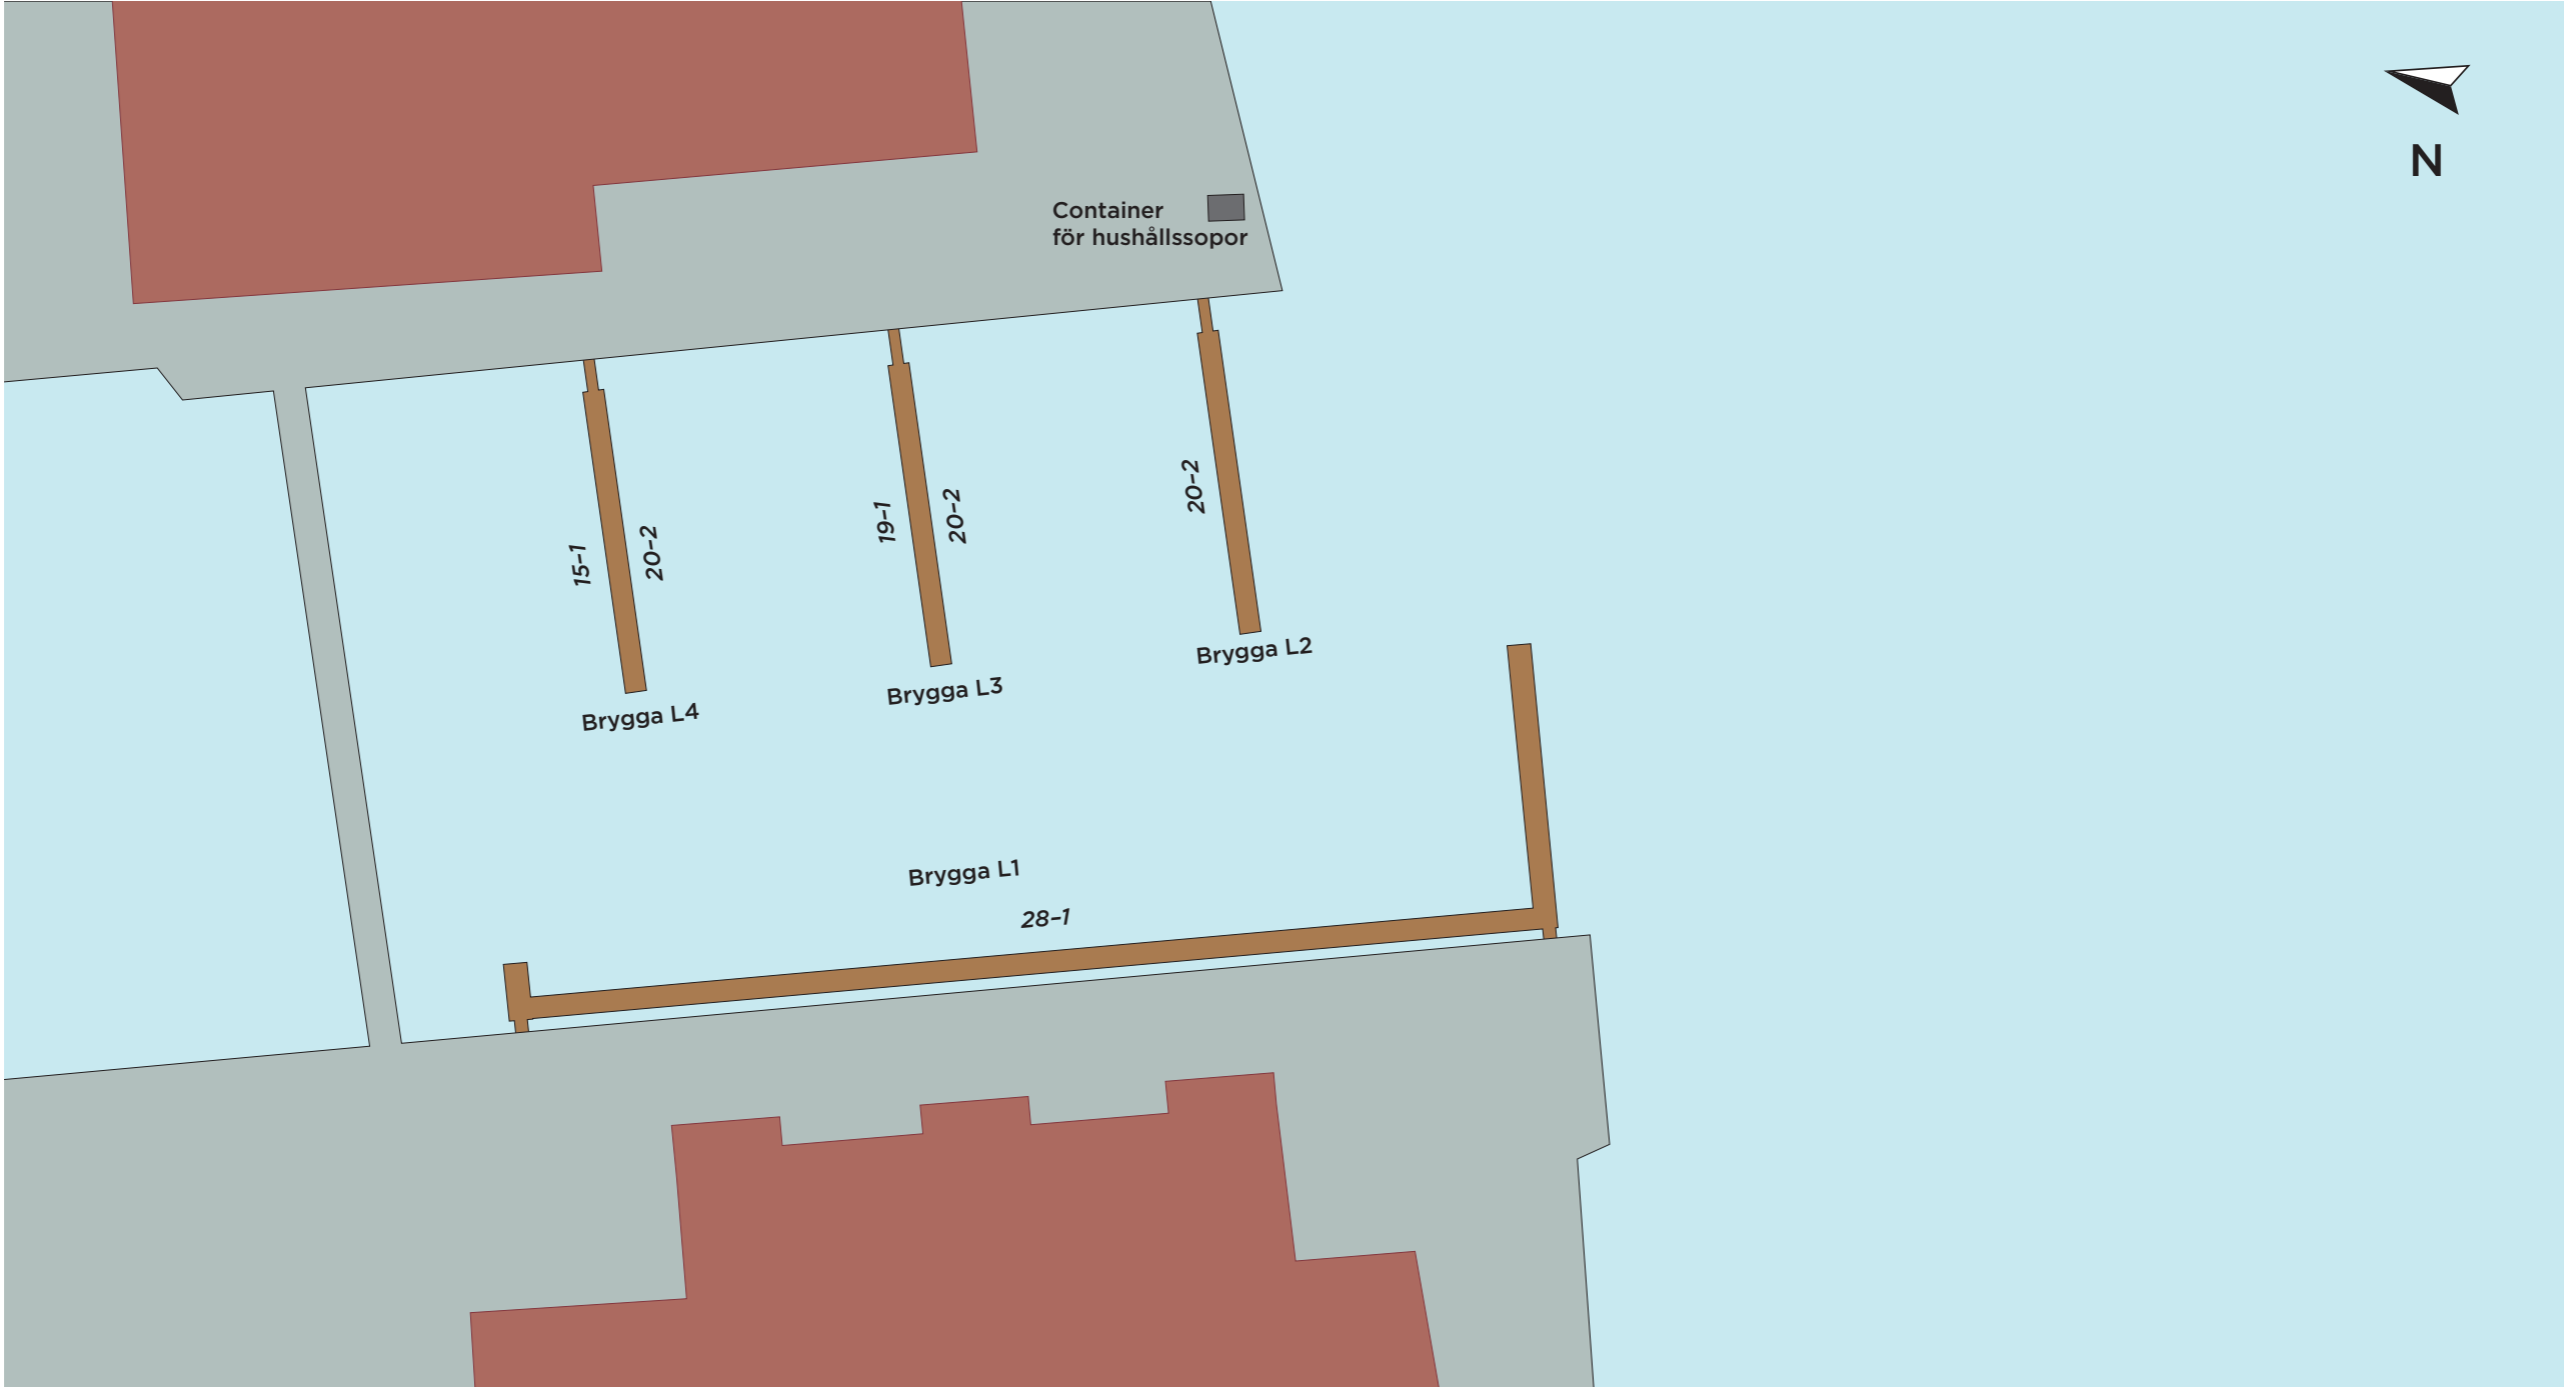 N
Container
för hushållssopor
20-2
20-2
19-1
20-2
15-1
Brygga L2
Brygga L3
Brygga L4
Brygga L1
28-1